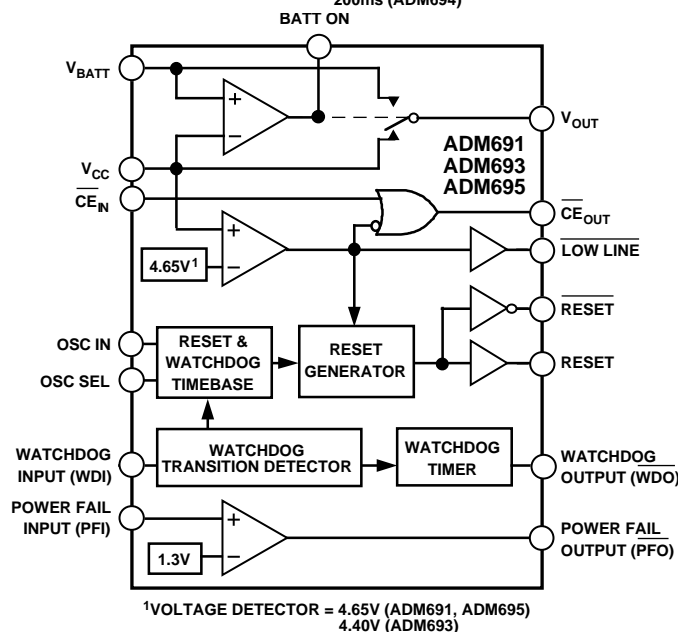 200ms (ADM694)
BATT ON
VBATT
VOUT
ADM691
ADM693
ADM695
VCC
CEIN
CEOUT
4.65V1
LOW LINE
RESET
OSC IN
OSC SEL
RESET &
WATCHDOG
TIMEBASE
RESET
GENERATOR
RESET
WATCHDOG
INPUT (WDI)
WATCHDOG
TRANSITION DETECTOR
WATCHDOG
TIMER
WATCHDOG
OUTPUT (WDO)
POWER FAIL
INPUT (PFI)
1.3V
POWER FAIL
OUTPUT (PFO)
+
−
+
−
+
−
1VOLTAGE DETECTOR = 4.65V (ADM691, ADM695)
4.40V (ADM693)